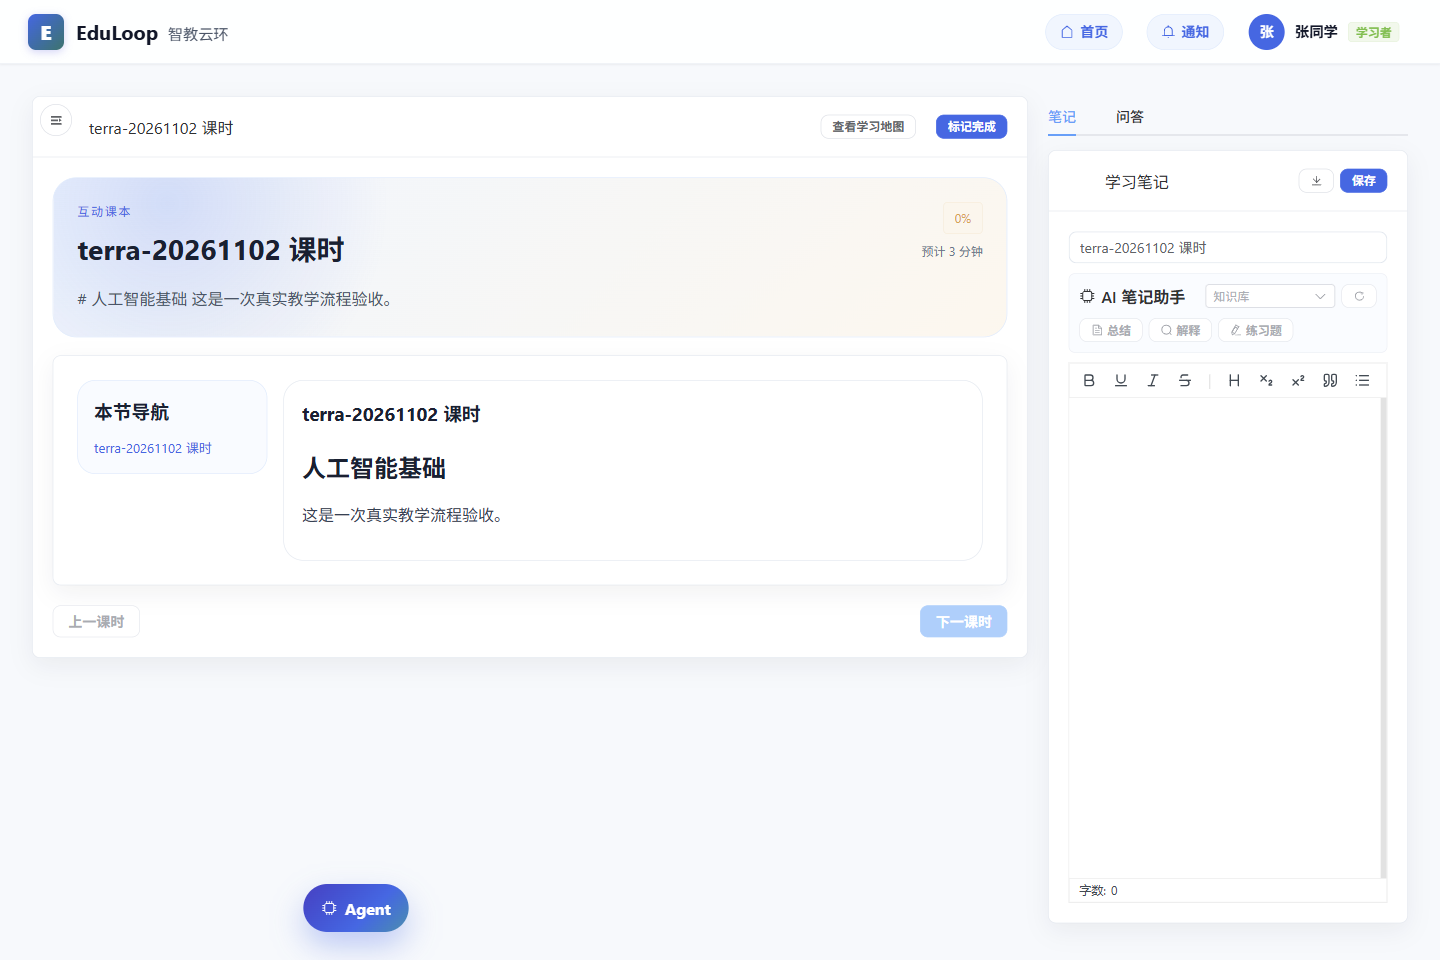 E EduLoop 智教云环
首页
通知
张 张同学 学习者
terra-20261102 课时
查看学习地图
标记完成
互动课本
terra-20261102 课时
# 人工智能基础 这是一次真实教学流程验收。
0%
预计 3 分钟
本节导航
terra-20261102 课时
terra-20261102 课时
人工智能基础
这是一次真实教学流程验收。
上一课时
下一课时
Agent
笔记
问答
学习笔记
保存
terra-20261102 课时
AI 笔记助手
知识库
总结
解释
练习题
字数: 0